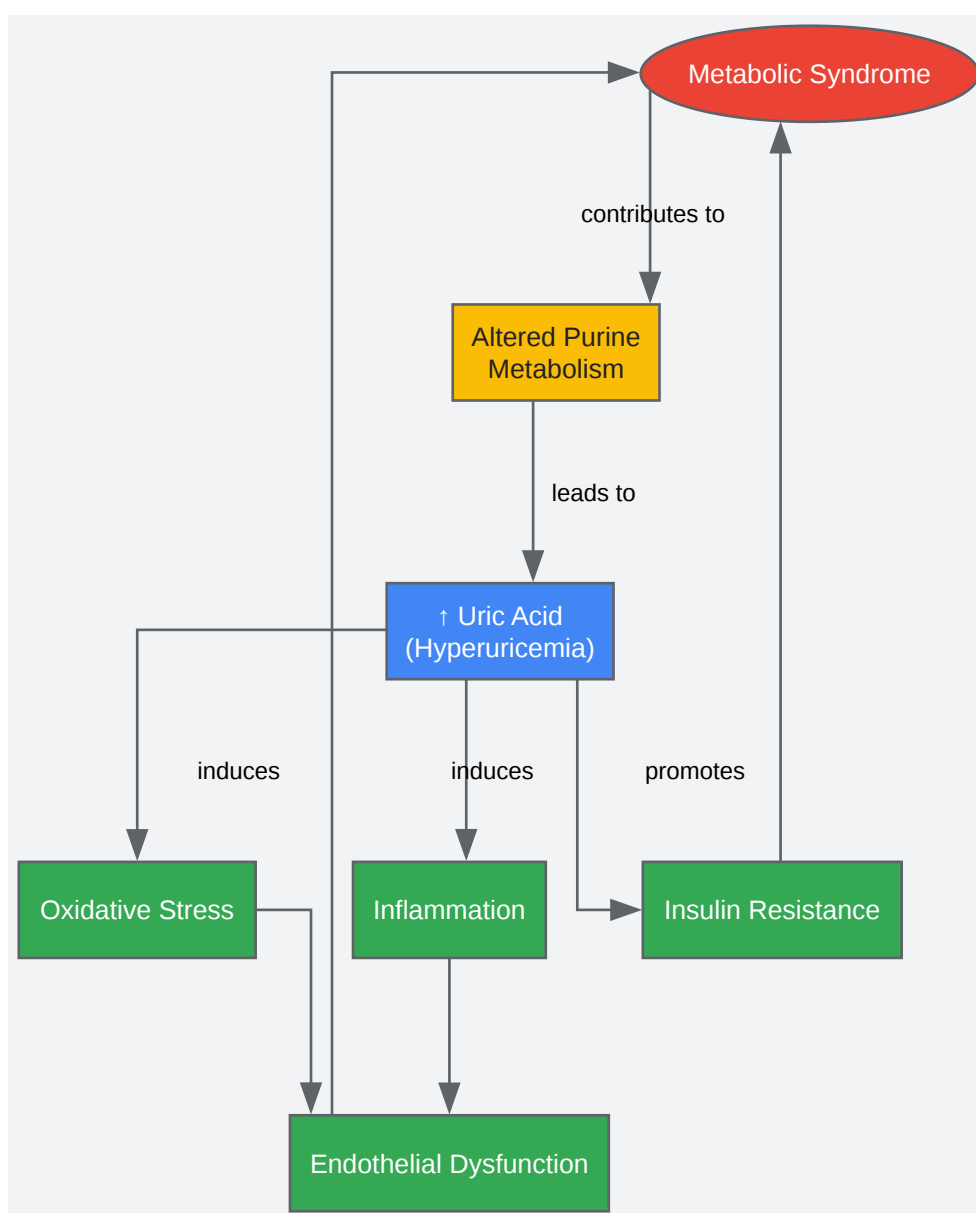 Metabolic Syndrome
contributes to
Altered Purine
Metabolism
leads to
↑ Uric Acid
(Hyperuricemia)
induces
induces
promotes
Oxidative Stress
Inflammation
Insulin Resistance
Endothelial Dysfunction